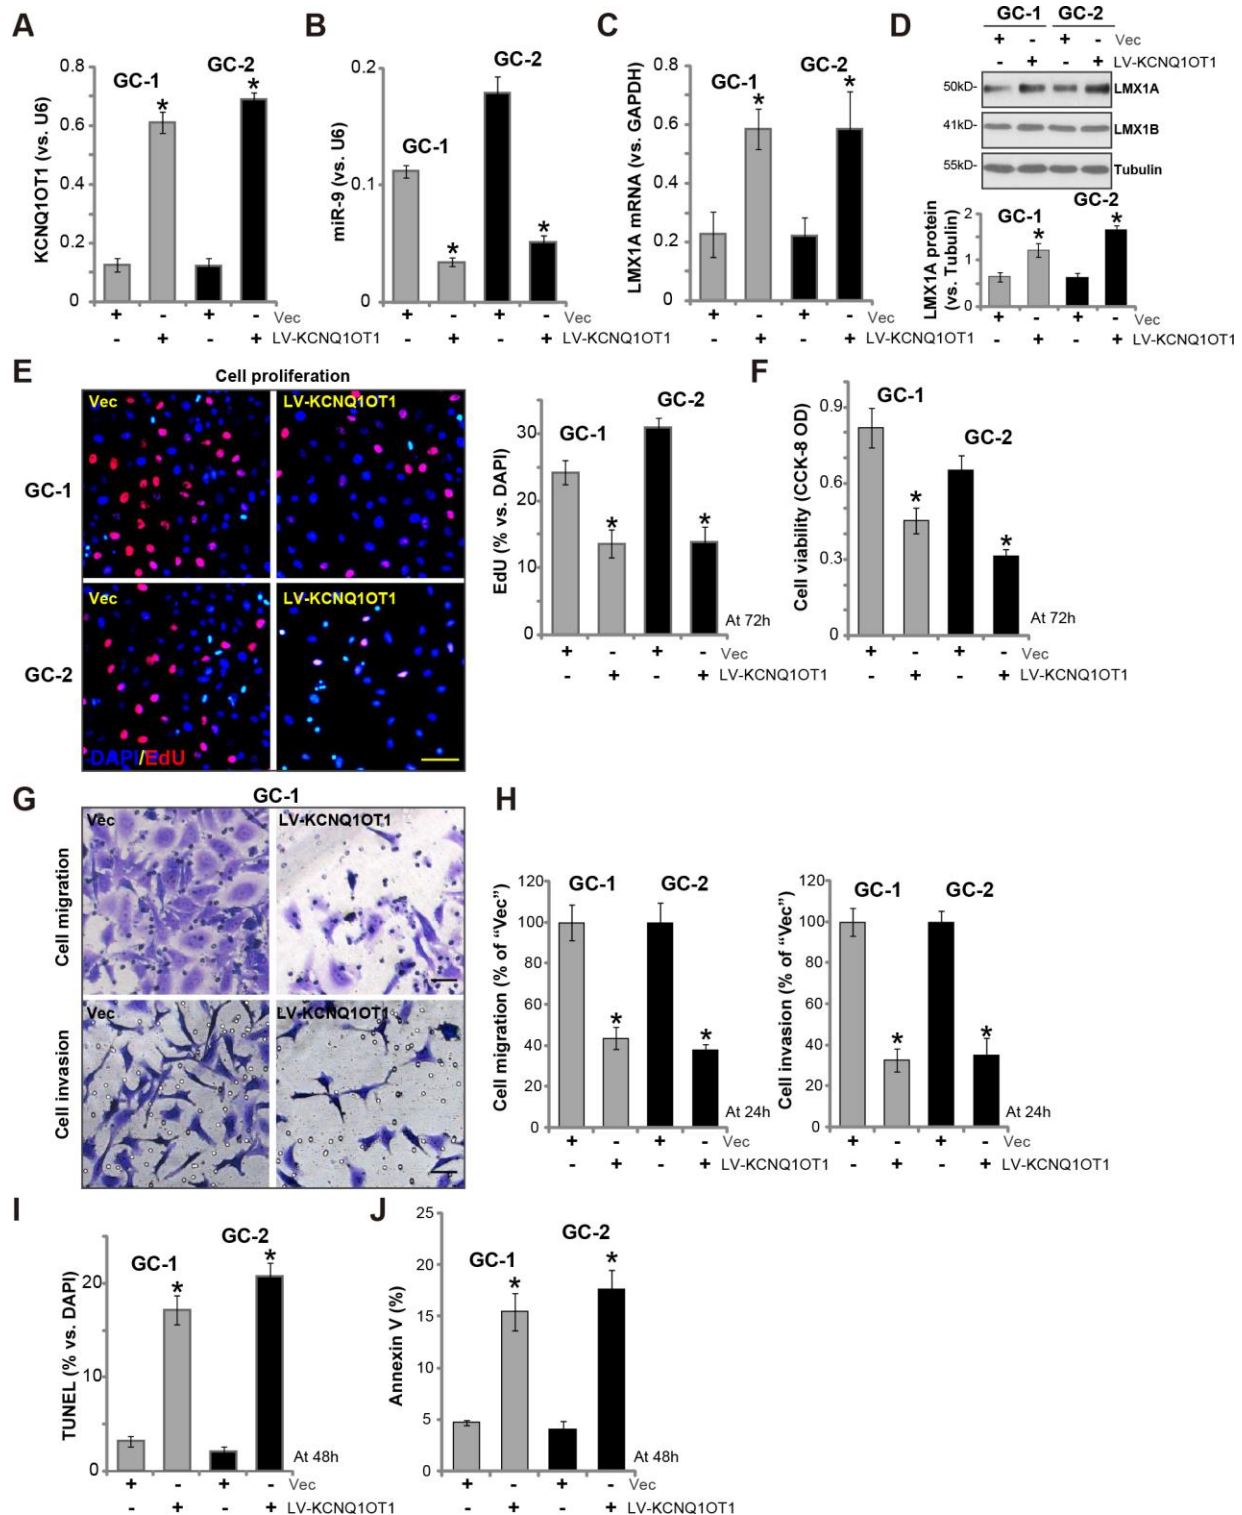 A
KCNQ1OT1 (vs. U6)
0.8
0.6
0.4
0.2
0
GC-1
GC-2
*
*
+ - + - Vec
- + - + LV-KCNQ1OT1
B
miR-9 (vs. U6)
0.2
0.1
0
GC-1
GC-2
*
*
+ - + - Vec
- + - + LV-KCNQ1OT1
C
LMX1A mRNA (vs. GAPDH)
0.8
0.6
0.4
0.2
0
GC-1
GC-2
*
*
+ - + - Vec
- + - + LV-KCNQ1OT1
D
GC-1 GC-2
+ - + - Vec
- + - + LV-KCNQ1OT1
50kD- LMX1A
41kD- LMX1B
55kD- Tubulin
LMX1A protein
(vs. Tubulin)
2
1
0
GC-1
GC-2
*
*
+ - + - Vec
- + - + LV-KCNQ1OT1
E
Cell proliferation
Vec LV-KCNQ1OT1
GC-1
Vec LV-KCNQ1OT1
GC-2
DAPI/EdU
EdU (% vs. DAPI)
30
20
10
0
GC-1
GC-2
*
*
At 72h
+ - + - Vec
- + - + LV-KCNQ1OT1
F
Cell viability (CCK-8 OD)
0.9
0.6
0.3
0
GC-1
GC-2
*
*
At 72h
+ - + - Vec
- + - + LV-KCNQ1OT1
G
GC-1
Cell migration
Vec LV-KCNQ1OT1
Cell invasion
Vec LV-KCNQ1OT1
H
Cell migration (% of “Vec”)
120
100
80
60
40
20
0
GC-1 GC-2
*
*
At 24h
+ - + - Vec
- + - + LV-KCNQ1OT1
Cell invasion (% of “Vec”)
120
100
80
60
40
20
0
GC-1 GC-2
*
*
At 24h
+ - + - Vec
- + - + LV-KCNQ1OT1
I
TUNEL (% vs. DAPI)
20
10
0
GC-1
GC-2
*
*
At 48h
+ - + - Vec
- + - + LV-KCNQ1OT1
J
Annexin V (%)
25
20
15
10
5
0
GC-1
GC-2
*
*
At 48h
+ - + - Vec
- + - + LV-KCNQ1OT1